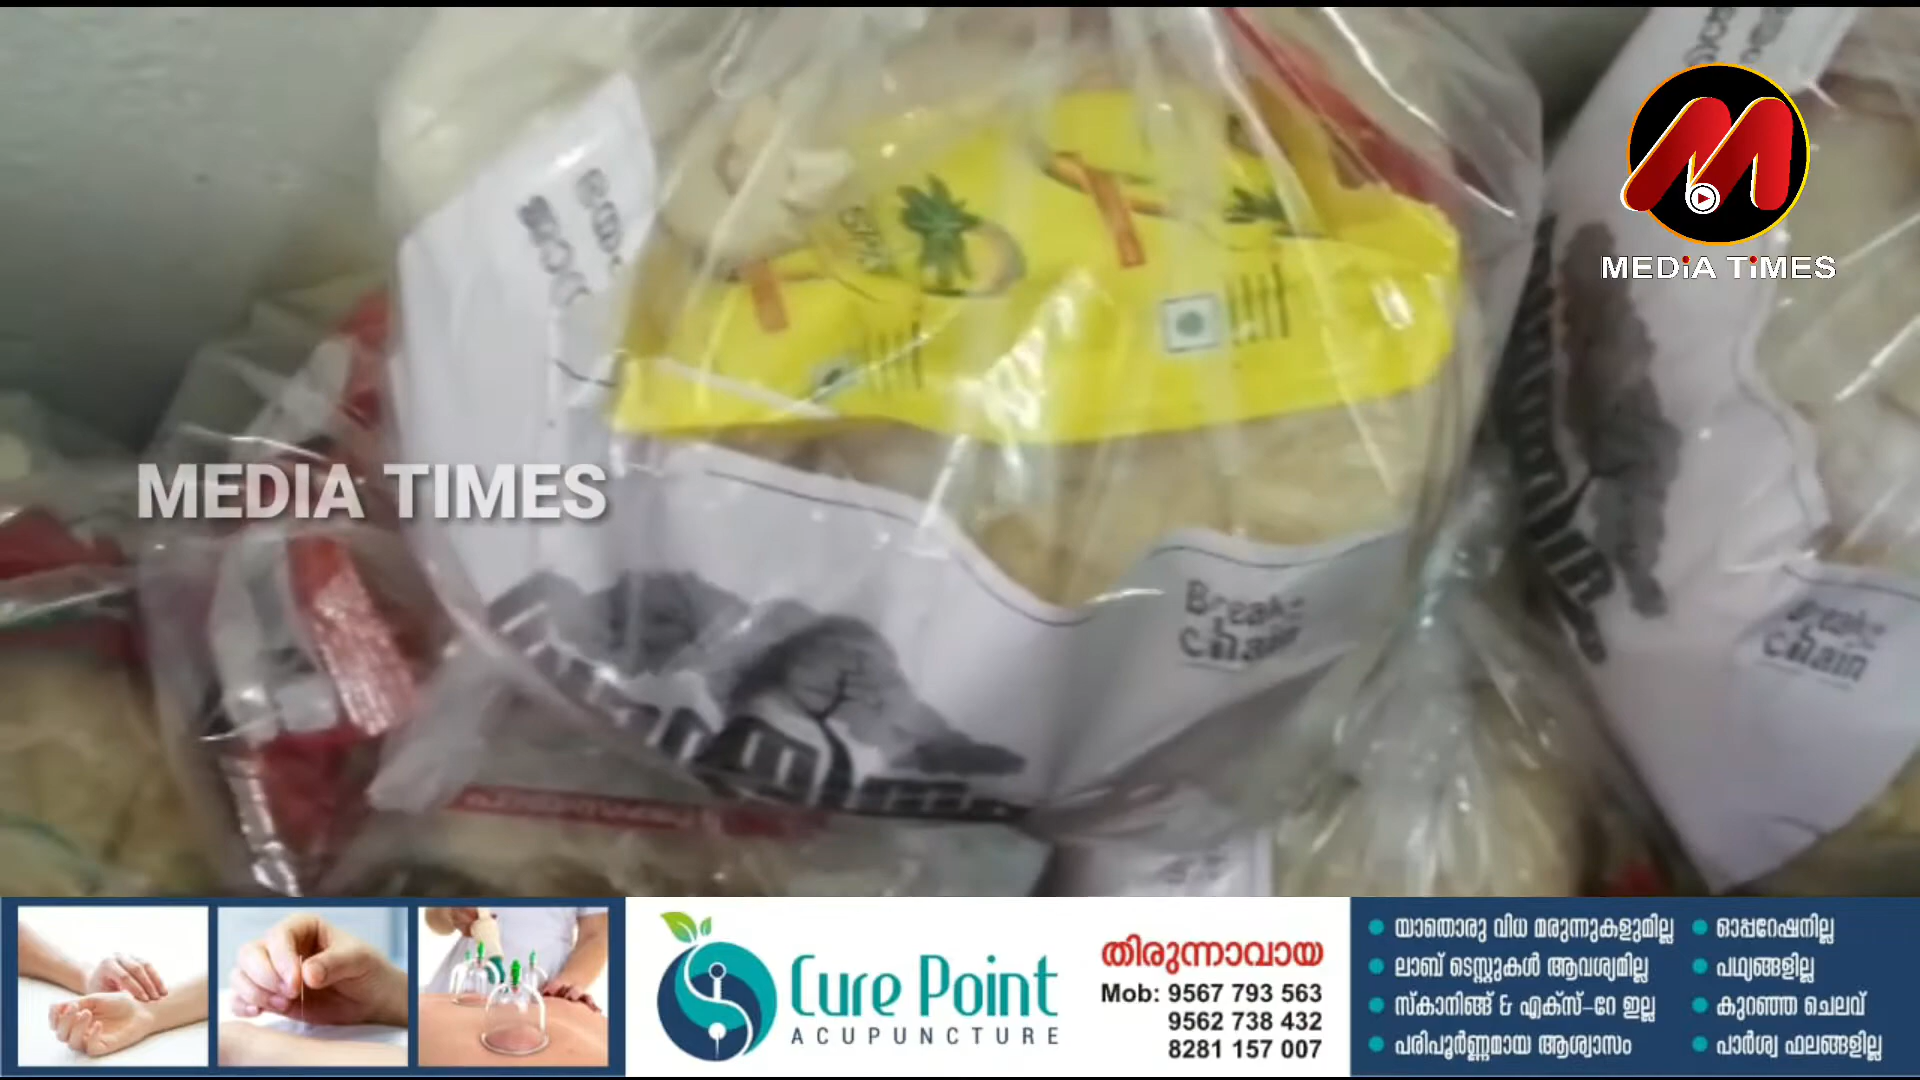 MEDiA TiMES
MEDIA TIMES
Break
Chain
Break
Chain
Cure Point
ACUPUNCTURE
തിരുന്നാവായ
Mob: 9567 793 563
9562 738 432
8281 157 007
യാതൊരു വിധ മരുന്നുകളുമില്ല
ലാബ് ടെസ്റ്റുകൾ ആവശ്യമില്ല
സ്കാനിങ്ങ് & എക്സ്-റേ ഇല്ല
പരിപൂർണ്ണമായ ആശ്വാസം
ഓപ്പറേഷനില്ല
പഥ്യങ്ങളില്ല
കുറഞ്ഞ ചെലവ്
പാർശ്വ ഫലങ്ങളില്ല